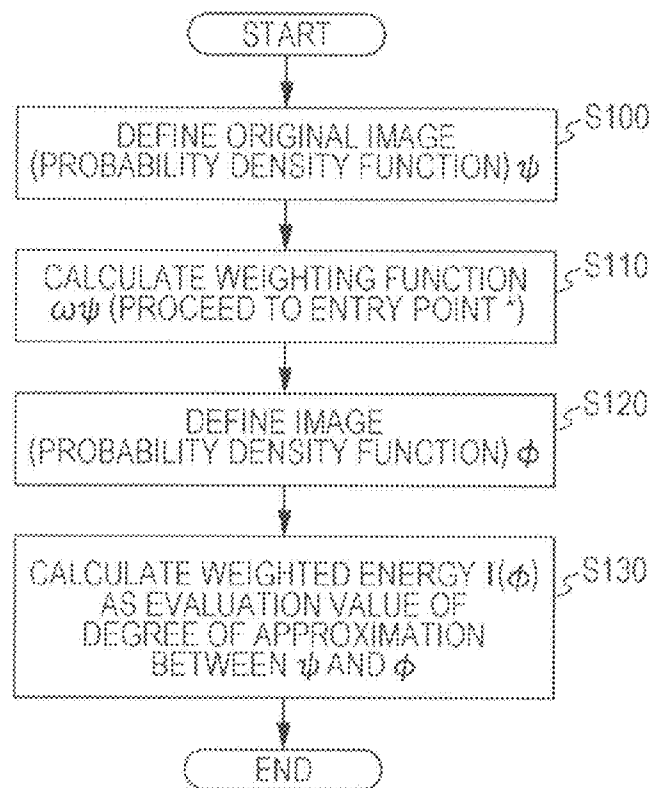 START
DEFINE ORIGINAL IMAGE
(PROBABILITY DENSITY FUNCTION) ψ
S100
CALCULATE WEIGHTING FUNCTION
ωψ (PROCEED TO ENTRY POINT *)
S110
DEFINE IMAGE
(PROBABILITY DENSITY FUNCTION) ϕ
S120
CALCULATE WEIGHTED ENERGY I(ϕ)
AS EVALUATION VALUE OF
DEGREE OF APPROXIMATION
BETWEEN ψ AND ϕ
S130
END